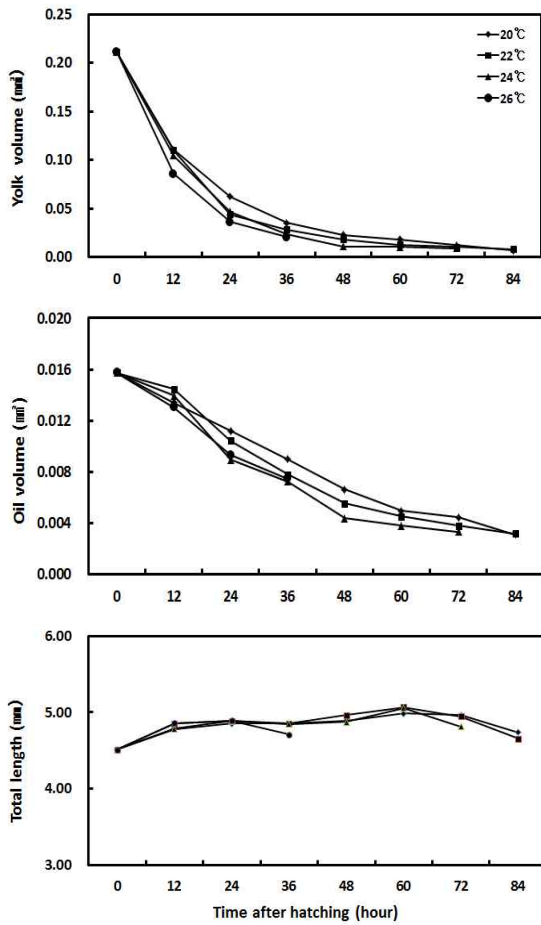 0.25
0.20
0.15
0.10
0.05
0.00
Yolk volume (㎣)
20℃
22℃
24℃
26℃
0 12 24 36 48 60 72 84
0.020
0.016
0.012
0.008
0.004
0.000
Oil volume (㎣)
0 12 24 36 48 60 72 84
6.00
5.00
4.00
3.00
Total length (㎜)
0 12 24 36 48 60 72 84
Time after hatching (hour)